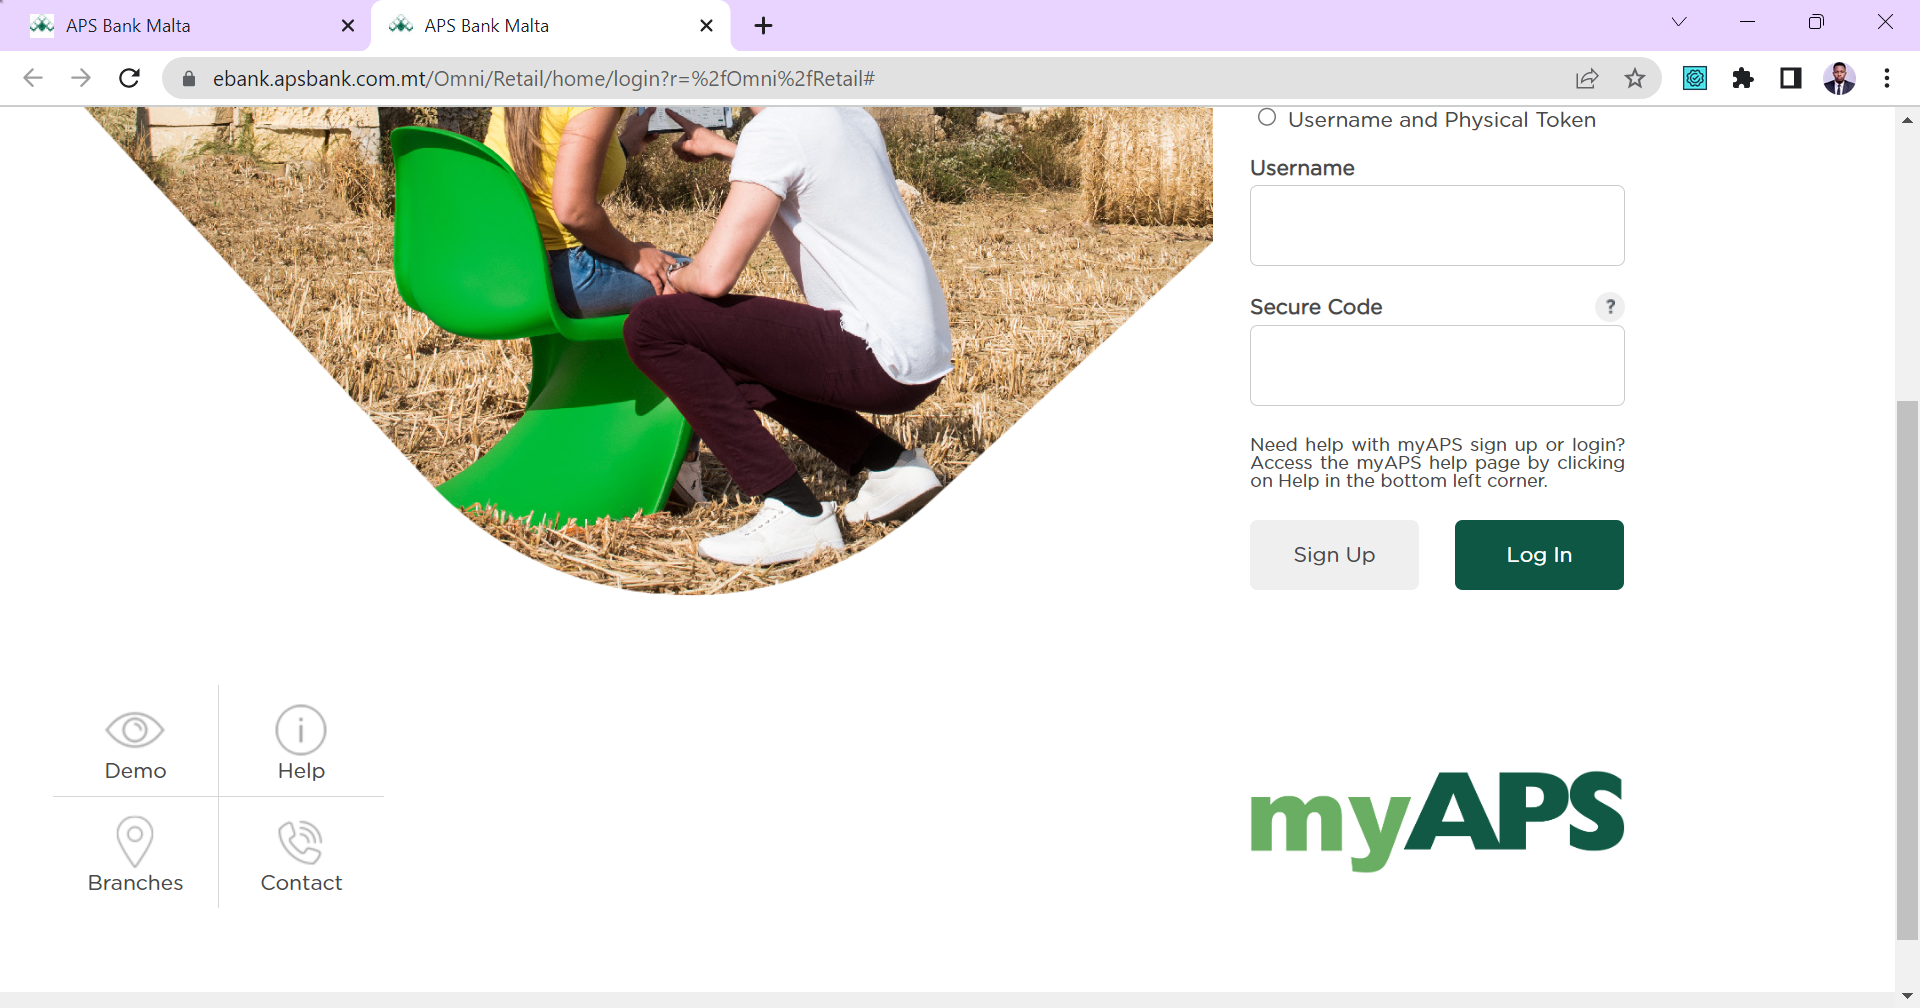 APS Bank Malta
APS Bank Malta
ebank.apsbank.com.mt/Omni/Retail/home/login?r=%2fOmni%2fRetail#
Username and Physical Token
Username
Secure Code
?
Need help with myAPS sign up or login?
Access the myAPS help page by clicking
on Help in the bottom left corner.
Sign Up
Log In
Demo
Help
Branches
Contact
myAPS